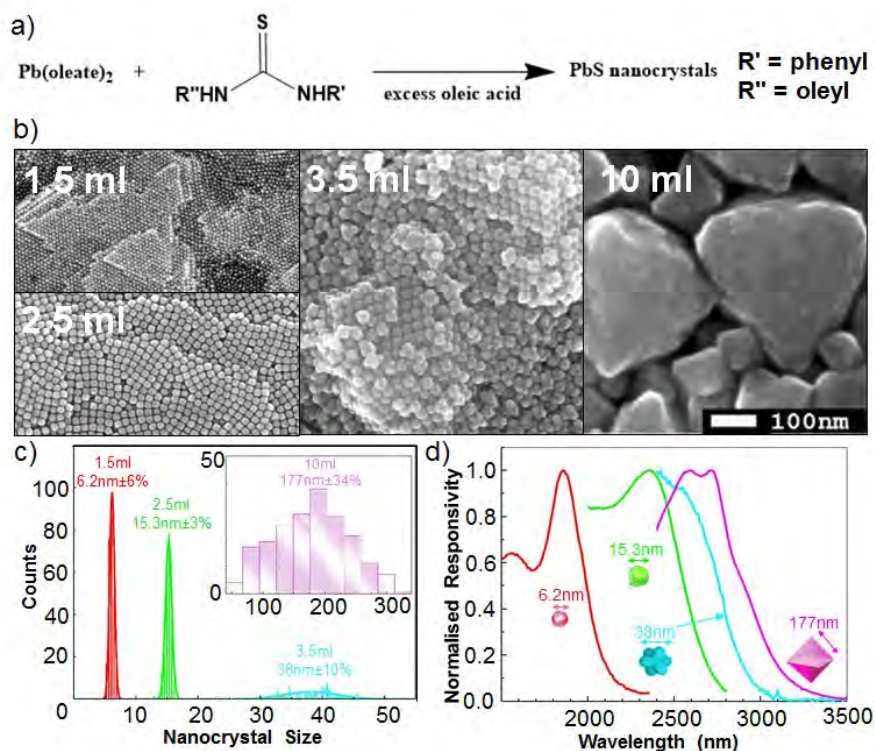 a)
S
Pb(oleate)₂ +
R"HN
NHR'
excess oleic acid
PbS nanocrystals
R' = phenyl
R" = oleyl
b)
1.5 ml
2.5 ml
3.5 ml
10 ml
100nm
c)
1.5ml
6.2nm±6%
2.5ml
15.3nm±3%
3.5ml
38nm±10%
10ml
177nm±34%
50
0
100 200 300
100
80
60
40
20
0
Counts
0 10 20 30 40 50
Nanocrystal Size
d)
1.0
0.8
0.6
0.4
0.2
0.0
Normalised Responsivity
6.2nm
15.3nm
38nm
177nm
2000 2500 3000 3500
Wavelength (nm)